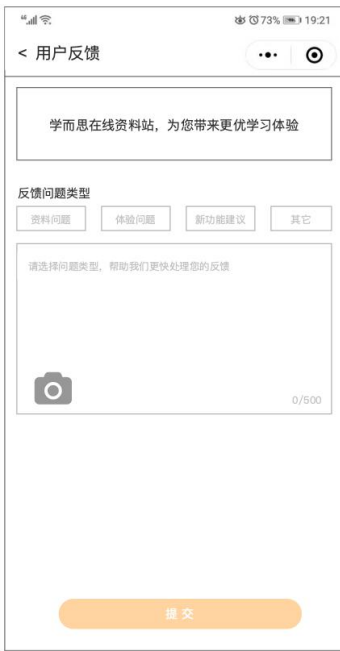 46 73% 19:21
< 用户反馈
学而思在线资料站，为您带来更优学习体验
反馈问题类型
资料问题 体验问题 新功能建议 其它
请选择问题类型，帮助我们更快处理您的反馈
0/500
提 交